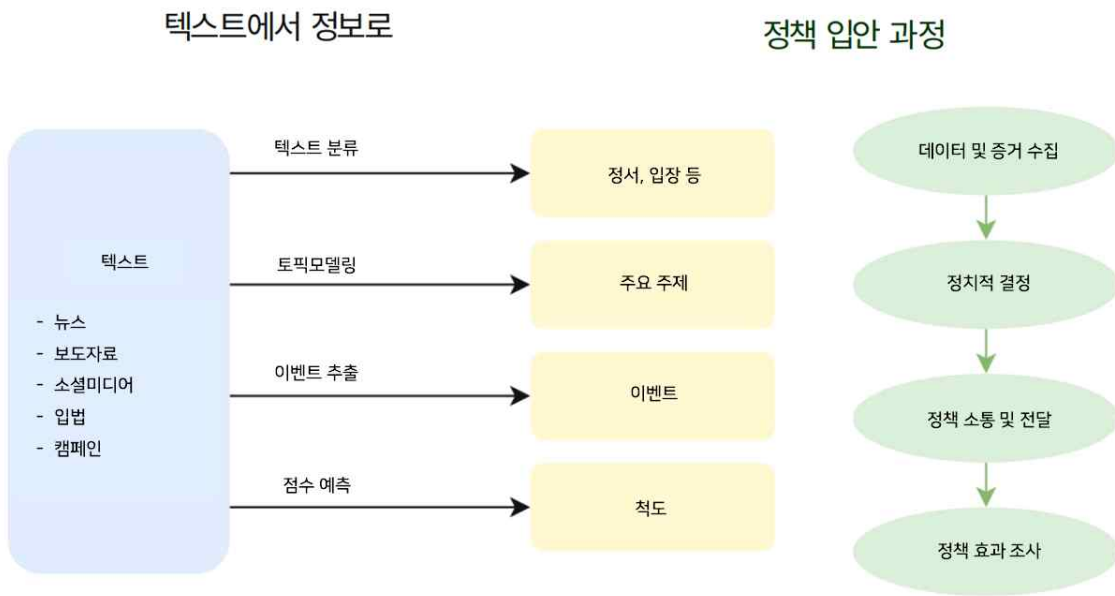 텍스트에서 정보로
정책 입안 과정
텍스트
- 뉴스
- 보도자료
- 소셜미디어
- 입법
- 캠페인
텍스트 분류
정서, 입장 등
토픽모델링
주요 주제
이벤트 추출
이벤트
점수 예측
척도
데이터 및 증거 수집
정치적 결정
정책 소통 및 전달
정책 효과 조사